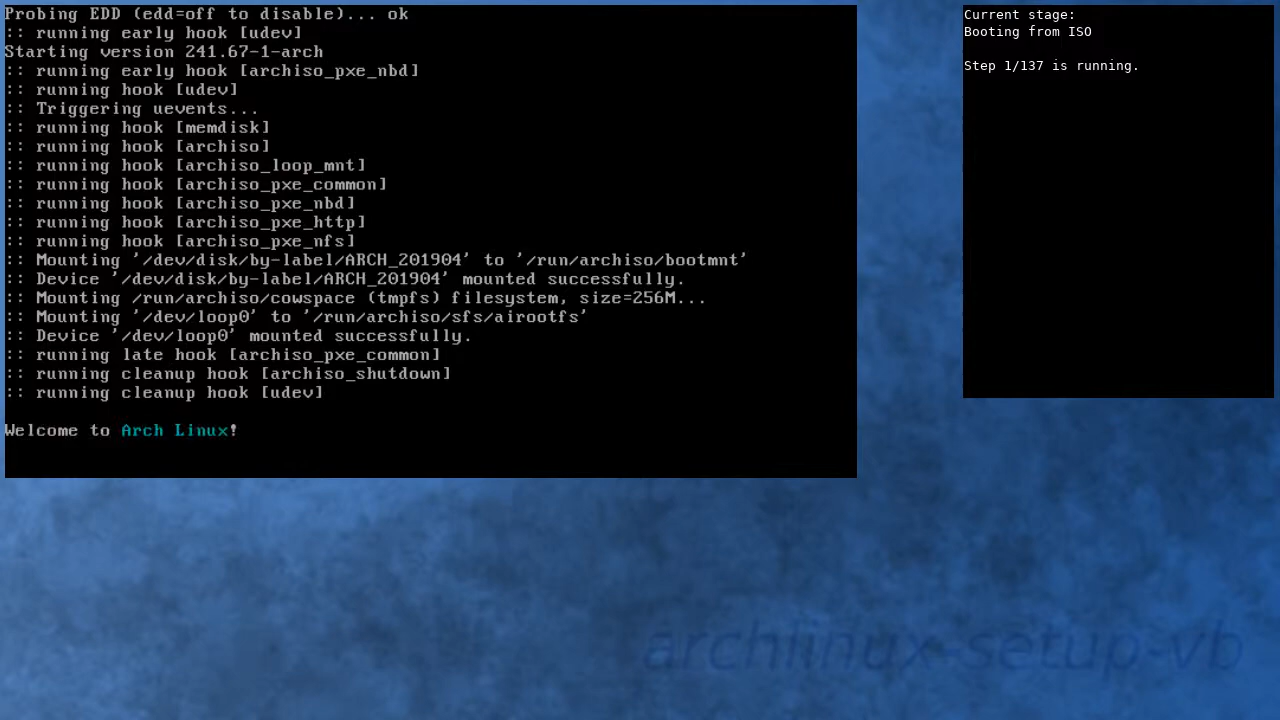 Probing EDD (edd=off to disable)... ok
:: running early hook [udev]
Starting version 241.67-1-arch
:: running early hook [archiso_pxe_nbd]
:: running hook [udev]
:: Triggering uevents...
:: running hook [memdisk]
:: running hook [archiso]
:: running hook [archiso_loop_mnt]
:: running hook [archiso_pxe_common]
:: running hook [archiso_pxe_nbd]
:: running hook [archiso_pxe_http]
:: running hook [archiso_pxe_nfs]
:: Mounting '/dev/disk/by-label/ARCH_201904' to '/run/archiso/bootmnt'
:: Device '/dev/disk/by-label/ARCH_201904' mounted successfully.
:: Mounting /run/archiso/cowspace (tmpfs) filesystem, size=256M...
:: Mounting '/dev/loop0' to '/run/archiso/sfs/airootfs'
:: Device '/dev/loop0' mounted successfully.
:: running late hook [archiso_pxe_common]
:: running cleanup hook [archiso_shutdown]
:: running cleanup hook [udev]
Welcome to Arch Linux!
Current stage:
Booting from ISO
Step 1/137 is running.
archlinux-setup-vb